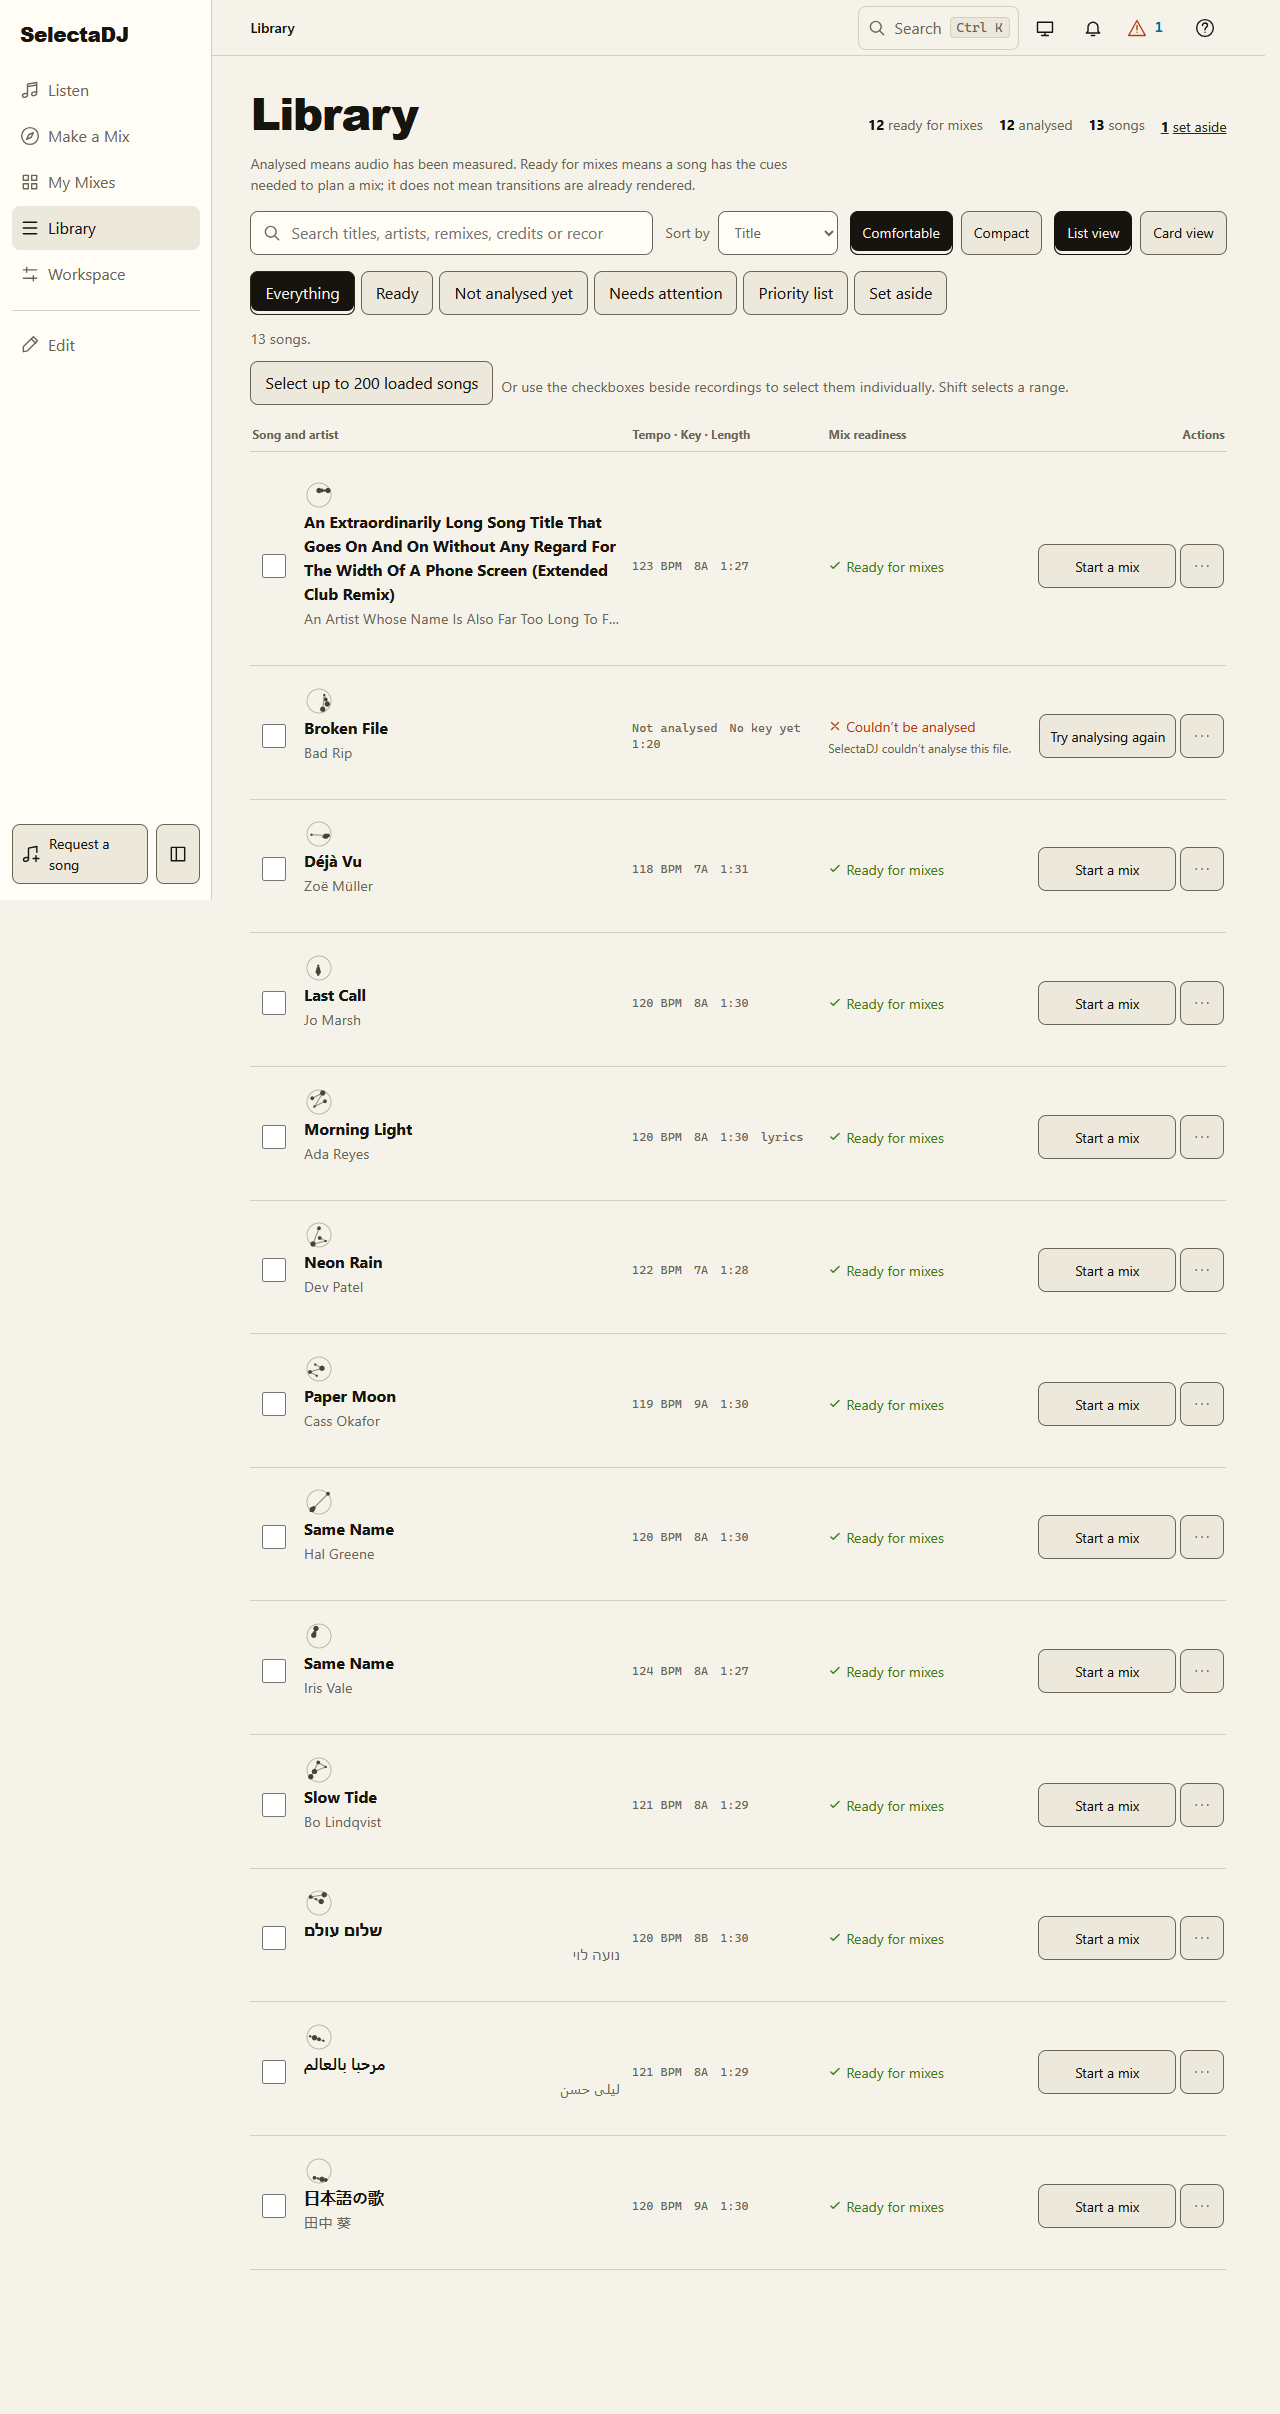 SelectaDJ
Listen
Make a Mix
My Mixes
Library
Workspace
Edit
Request a
song
Library
Search Ctrl K
1
Library
12 ready for mixes 12 analysed 13 songs 1 set aside
Analysed means audio has been measured. Ready for mixes means a song has the cues
needed to plan a mix; it does not mean transitions are already rendered.
Search titles, artists, remixes, credits or recor
Sort by Title Comfortable Compact List view Card view
Everything Ready Not analysed yet Needs attention Priority list Set aside
13 songs.
Select up to 200 loaded songs Or use the checkboxes beside recordings to select them individually. Shift selects a range.
Song and artist Tempo · Key · Length Mix readiness Actions
An Extraordinarily Long Song Title That
Goes On And On Without Any Regard For
The Width Of A Phone Screen (Extended
Club Remix)
An Artist Whose Name Is Also Far Too Long To F...
123 BPM 8A 1:27 Ready for mixes Start a mix ...
Broken File
Bad Rip
Not analysed No key yet
1:20
Couldn't be analysed
SelectaDJ couldn't analyse this file.
Try analysing again ...
Déjà Vu
Zoë Müller
118 BPM 7A 1:31 Ready for mixes Start a mix ...
Last Call
Jo Marsh
120 BPM 8A 1:30 Ready for mixes Start a mix ...
Morning Light
Ada Reyes
120 BPM 8A 1:30 lyrics Ready for mixes Start a mix ...
Neon Rain
Dev Patel
122 BPM 7A 1:28 Ready for mixes Start a mix ...
Paper Moon
Cass Okafor
119 BPM 9A 1:30 Ready for mixes Start a mix ...
Same Name
Hal Greene
120 BPM 8A 1:30 Ready for mixes Start a mix ...
Same Name
Iris Vale
124 BPM 8A 1:27 Ready for mixes Start a mix ...
Slow Tide
Bo Lindqvist
121 BPM 8A 1:29 Ready for mixes Start a mix ...
שלום עולם
נועה לוי
120 BPM 8B 1:30 Ready for mixes Start a mix ...
مرحبا بالعالم
ليلى حسن
121 BPM 8A 1:29 Ready for mixes Start a mix ...
日本語の歌
田中 葵
120 BPM 9A 1:30 Ready for mixes Start a mix ...